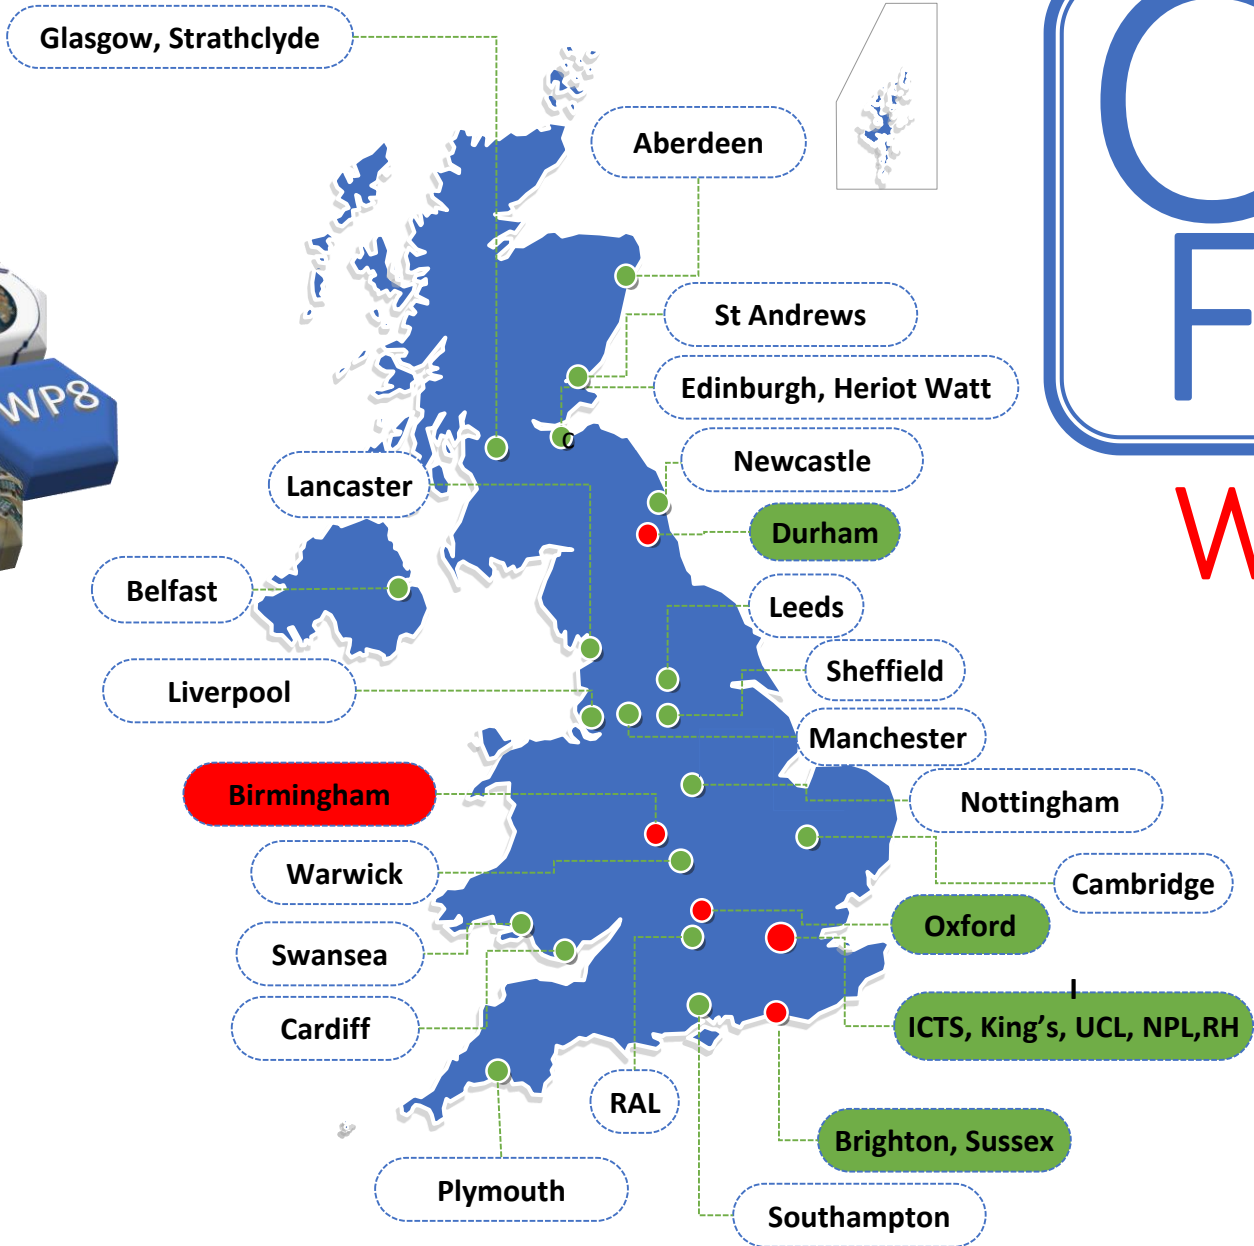 Glasgow, Strathclyde
Aberdeen
St Andrews
Edinburgh, Heriot Watt
WP8
Newcastle
Lancaster
Durham
Belfast
Leeds
Sheffield
Liverpool
Manchester
Birmingham
Nottingham
Warwick
Cambridge
Oxford
Swansea
Cardiff
ICTS, King's, UCL, NPL,RH
RAL
Brighton, Sussex
Plymouth
Southampton